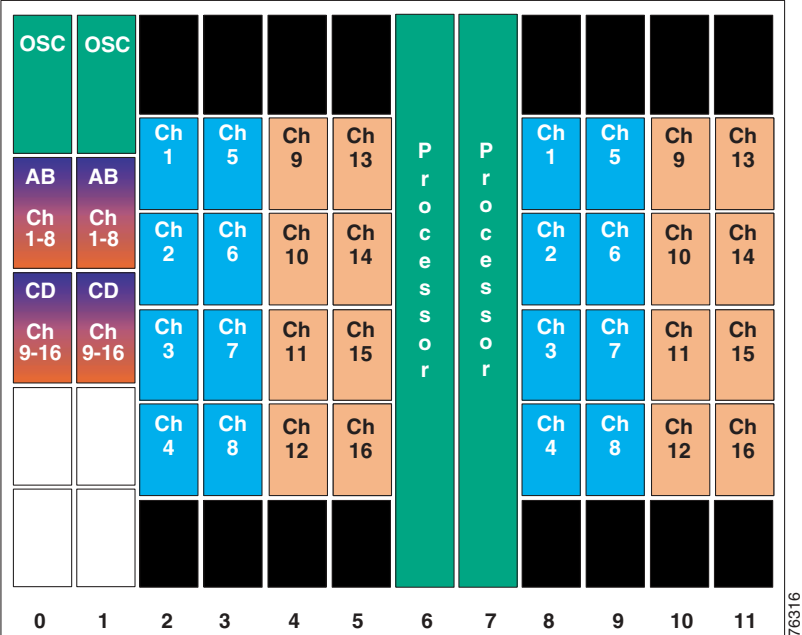 OSC OSC
AB AB
Ch Ch
1-8 1-8
CD CD
Ch Ch
9-16 9-16
Ch Ch Ch Ch
1 5 9 13
Ch Ch Ch Ch
2 6 10 14
Ch Ch Ch Ch
3 7 11 15
Ch Ch Ch Ch
4 8 12 16
Processor
Processor
Ch Ch Ch Ch
1 5 9 13
Ch Ch Ch Ch
2 6 10 14
Ch Ch Ch Ch
3 7 11 15
Ch Ch Ch Ch
4 8 12 16
0 1 2 3 4 5 6 7 8 9 10 11
76316